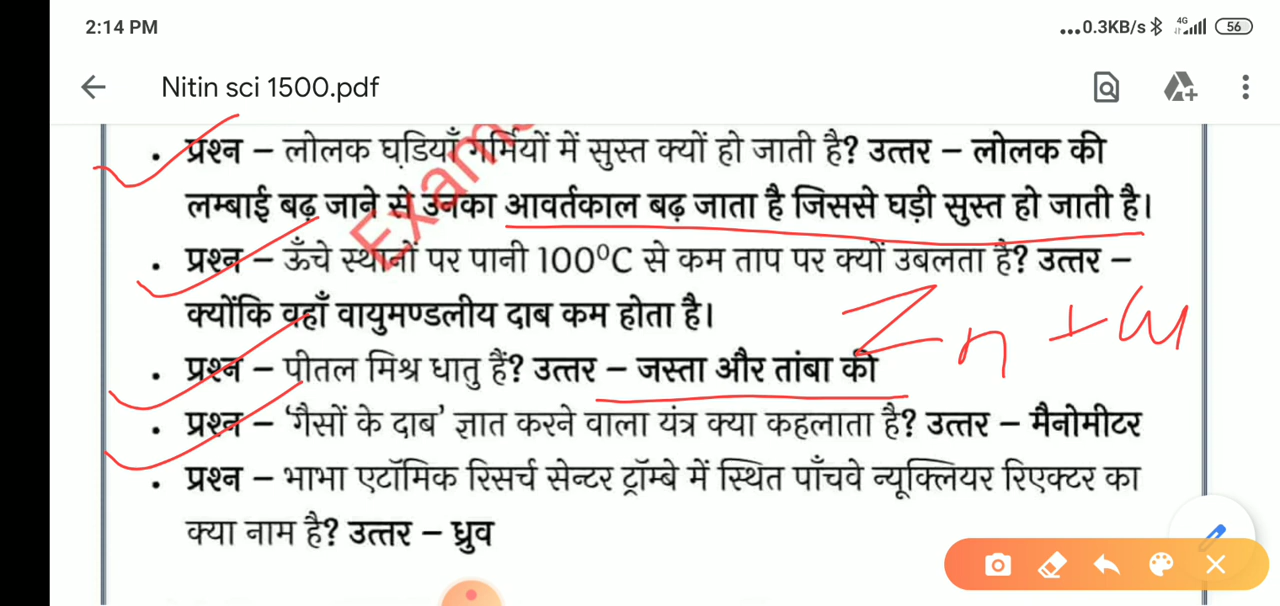 2:14 PM
...0.3KB/s 4G 56
Nitin sci 1500.pdf
• प्रश्न – लोलक घडियाँ गर्मियों में सुस्त क्यों हो जाती है? उत्तर – लोलक की
लम्बाई बढ़ जाने से उनका आवर्तकाल बढ़ जाता है जिससे घड़ी सुस्त हो जाती है।
• प्रश्न – ऊँचे स्थानों पर पानी 100⁰C से कम ताप पर क्यों उबलता है? उत्तर –
क्योंकि वहाँ वायुमण्डलीय दाब कम होता है।
Zn + Cu
• प्रश्न – पीतल मिश्र धातु हैं? उत्तर – जस्ता और तांबा की
• प्रश्न – ‘गैसों के दाब’ ज्ञात करने वाला यंत्र क्या कहलाता है? उत्तर – मैनोमीटर
• प्रश्न – भाभा एटॉमिक रिसर्च सेन्टर ट्रॉम्बे में स्थित पाँचवे न्यूक्लियर रिएक्टर का
क्या नाम है? उत्तर – ध्रुव
Exam